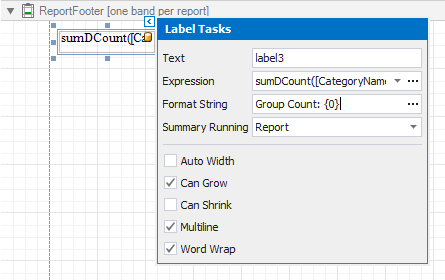 ReportFooter [one band per report]
sumDCount([Ca
Label Tasks
Text label3
Expression sumDCount([CategoryName
Format String Group Count: {0}
Summary Running Report
Auto Width
Can Grow
Can Shrink
Multiline
Word Wrap